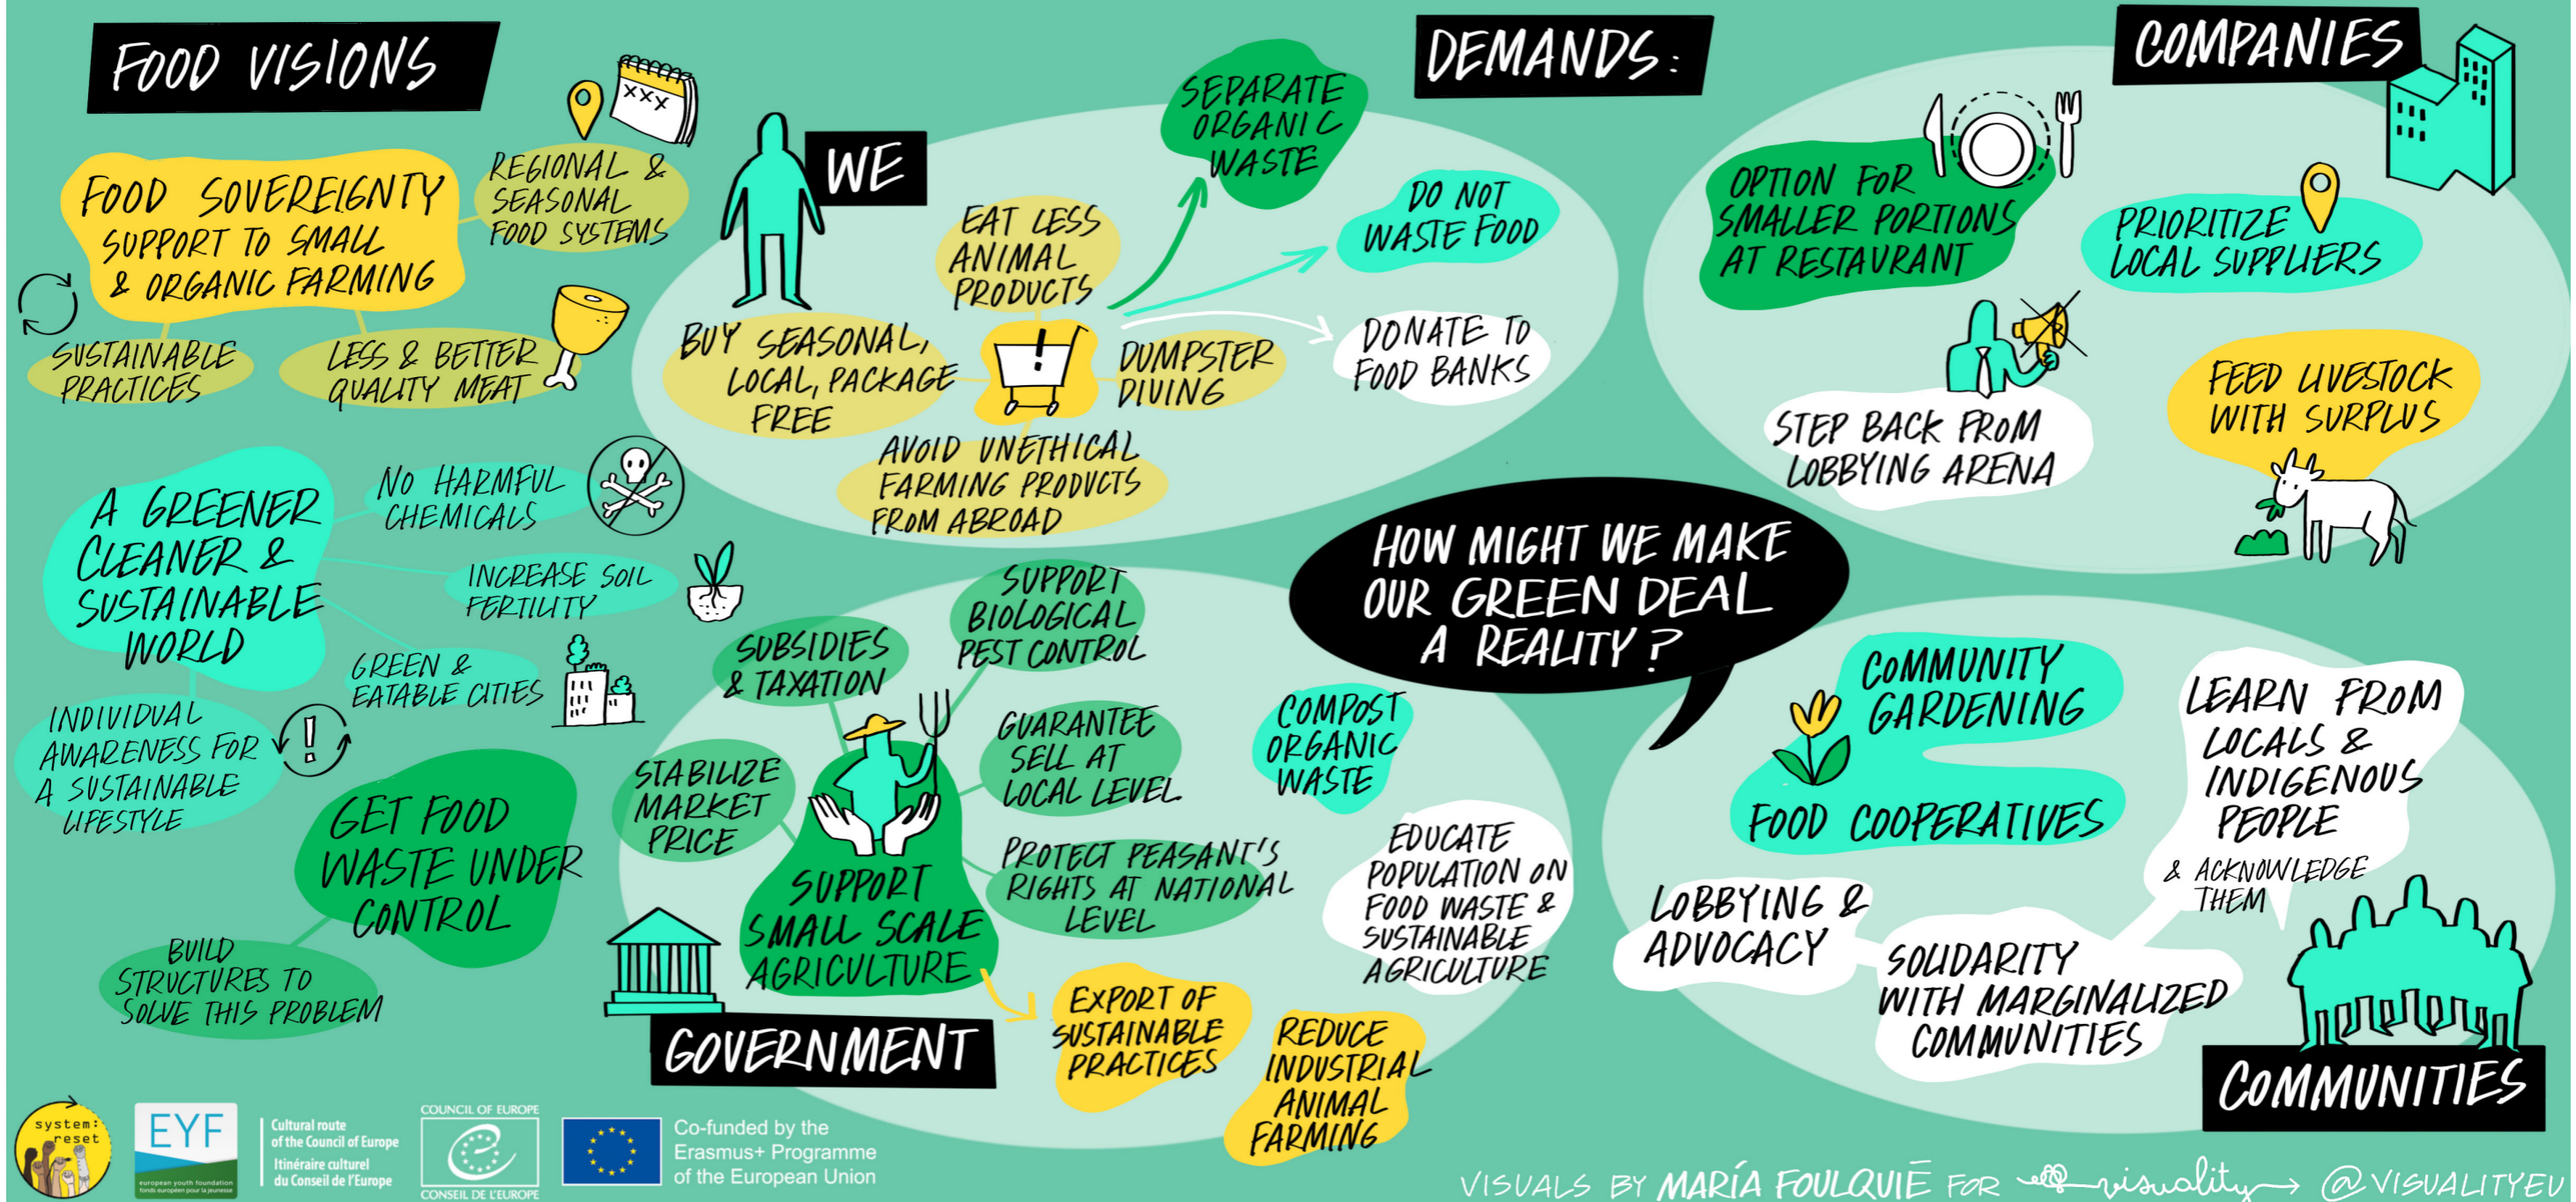 FOOD VISIONS
FOOD SOVEREIGNTY
SUPPORT TO SMALL
& ORGANIC FARMING
XXX
REGIONAL &
SEASONAL
FOOD SYSTEMS
SUSTAINABLE
PRACTICES
LESS & BETTER
QUALITY MEAT
A GREENER
CLEANER &
SUSTAINABLE
WORLD
NO HARMFUL
CHEMICALS
INCREASE SOIL
FERTILITY
GREEN &
EATABLE CITIES
INDIVIDUAL
AWARENESS FOR
A SUSTAINABLE
LIFESTYLE
!
GET FOOD
WASTE UNDER
CONTROL
BUILD
STRUCTURES TO
SOLVE THIS PROBLEM
DEMANDS:
WE
SEPARATE
ORGANIC
WASTE
DO NOT
WASTE FOOD
DONATE TO
FOOD BANKS
EAT LESS
ANIMAL
PRODUCTS
BUY SEASONAL,
LOCAL, PACKAGE
FREE
!
DUMPSTER
DIVING
AVOID UNETHICAL
FARMING PRODUCTS
FROM ABROAD
COMPANIES
OPTION FOR
SMALLER PORTIONS
AT RESTAURANT
PRIORITIZE
LOCAL SUPPLIERS
STEP BACK FROM
LOBBYING ARENA
FEED LIVESTOCK
WITH SURPLUS
HOW MIGHT WE MAKE
OUR GREEN DEAL
A REALITY?
SUPPORT
BIOLOGICAL
PEST CONTROL
SUBSIDIES
& TAXATION
STABILIZE
MARKET
PRICE
GUARANTEE
SELL AT
LOCAL LEVEL
PROTECT PEASANT'S
RIGHTS AT NATIONAL
LEVEL
SUPPORT
SMALL SCALE
AGRICULTURE
COMPOST
ORGANIC
WASTE
EDUCATE
POPULATION ON
FOOD WASTE &
SUSTAINABLE
AGRICULTURE
EXPORT OF
SUSTAINABLE
PRACTICES
REDUCE
INDUSTRIAL
ANIMAL
FARMING
GOVERNMENT
COMMUNITY
GARDENING
FOOD COOPERATIVES
LEARN FROM
LOCALS &
INDIGENOUS
PEOPLE
& ACKNOWLEDGE
THEM
LOBBYING &
ADVOCACY
SOLIDARITY
WITH MARGINALIZED
COMMUNITIES
COMMUNITIES
system:
reset
EYF
european youth foundation
fonds européen pour la jeunesse
Cultural route
of the Council of Europe
Itinéraire culturel
du Conseil de l'Europe
COUNCIL OF EUROPE
CONSEIL DE L'EUROPE
Co-funded by the
Erasmus+ Programme
of the European Union
VISUALS BY MARÍA FOULQUIÉ FOR visuality @VISUALITYEU